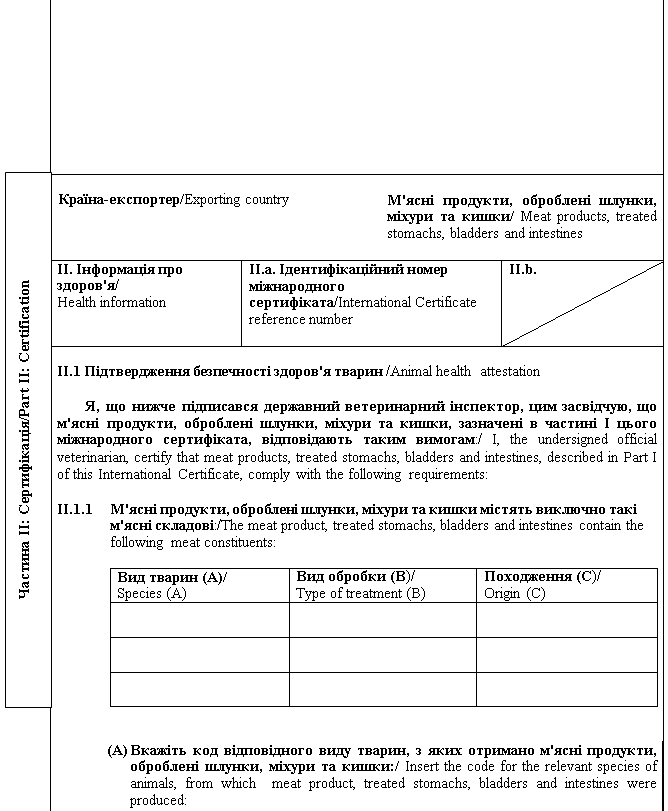 Частина II: Сертифікація/Part II: Certification
Країна-експортер/Exporting country
М'ясні продукти, оброблені шлунки,
міхури та кишки/ Meat products, treated
stomachs, bladders and intestines
II. Інформація про
здоров'я/
Health information
II.a. Ідентифікаційний номер
міжнародного
сертифіката/International Certificate
reference number
II.b.
II.1 Підтвердження безпечності здоров'я тварин /Animal health attestation
Я, що нижче підписався державний ветеринарний інспектор, цим засвідчую, що
м'ясні продукти, оброблені шлунки, міхури та кишки, зазначені в частині I цього
міжнародного сертифіката, відповідають таким вимогам:/ I, the undersigned official
veterinarian, certify that meat products, treated stomachs, bladders and intestines, described in Part I
of this International Certificate, comply with the following requirements:
II.1.1 М'ясні продукти, оброблені шлунки, міхури та кишки містять виключно такі
м'ясні складові:/The meat product, treated stomachs, bladders and intestines contain the
following meat constituents:
Вид тварин (A)/
Species (A)
Вид обробки (B)/
Type of treatment (B)
Походження (C)/
Origin (C)
(A) Вкажіть код відповідного виду тварин, з яких отримано м'ясні продукти,
оброблені шлунки, міхури та кишки:/ Insert the code for the relevant species of
animals, from which meat product, treated stomachs, bladders and intestines were
produced: